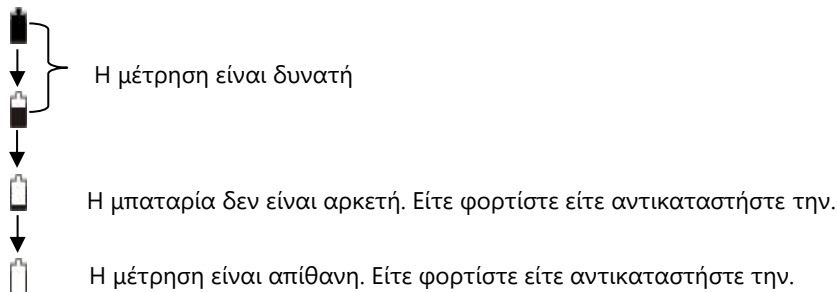 Η μέτρηση είναι δυνατή
Η μπαταρία δεν είναι αρκετή. Είτε φορτίστε είτε αντικαταστήστε την.
Η μέτρηση είναι απίθανη. Είτε φορτίστε είτε αντικαταστήστε την.